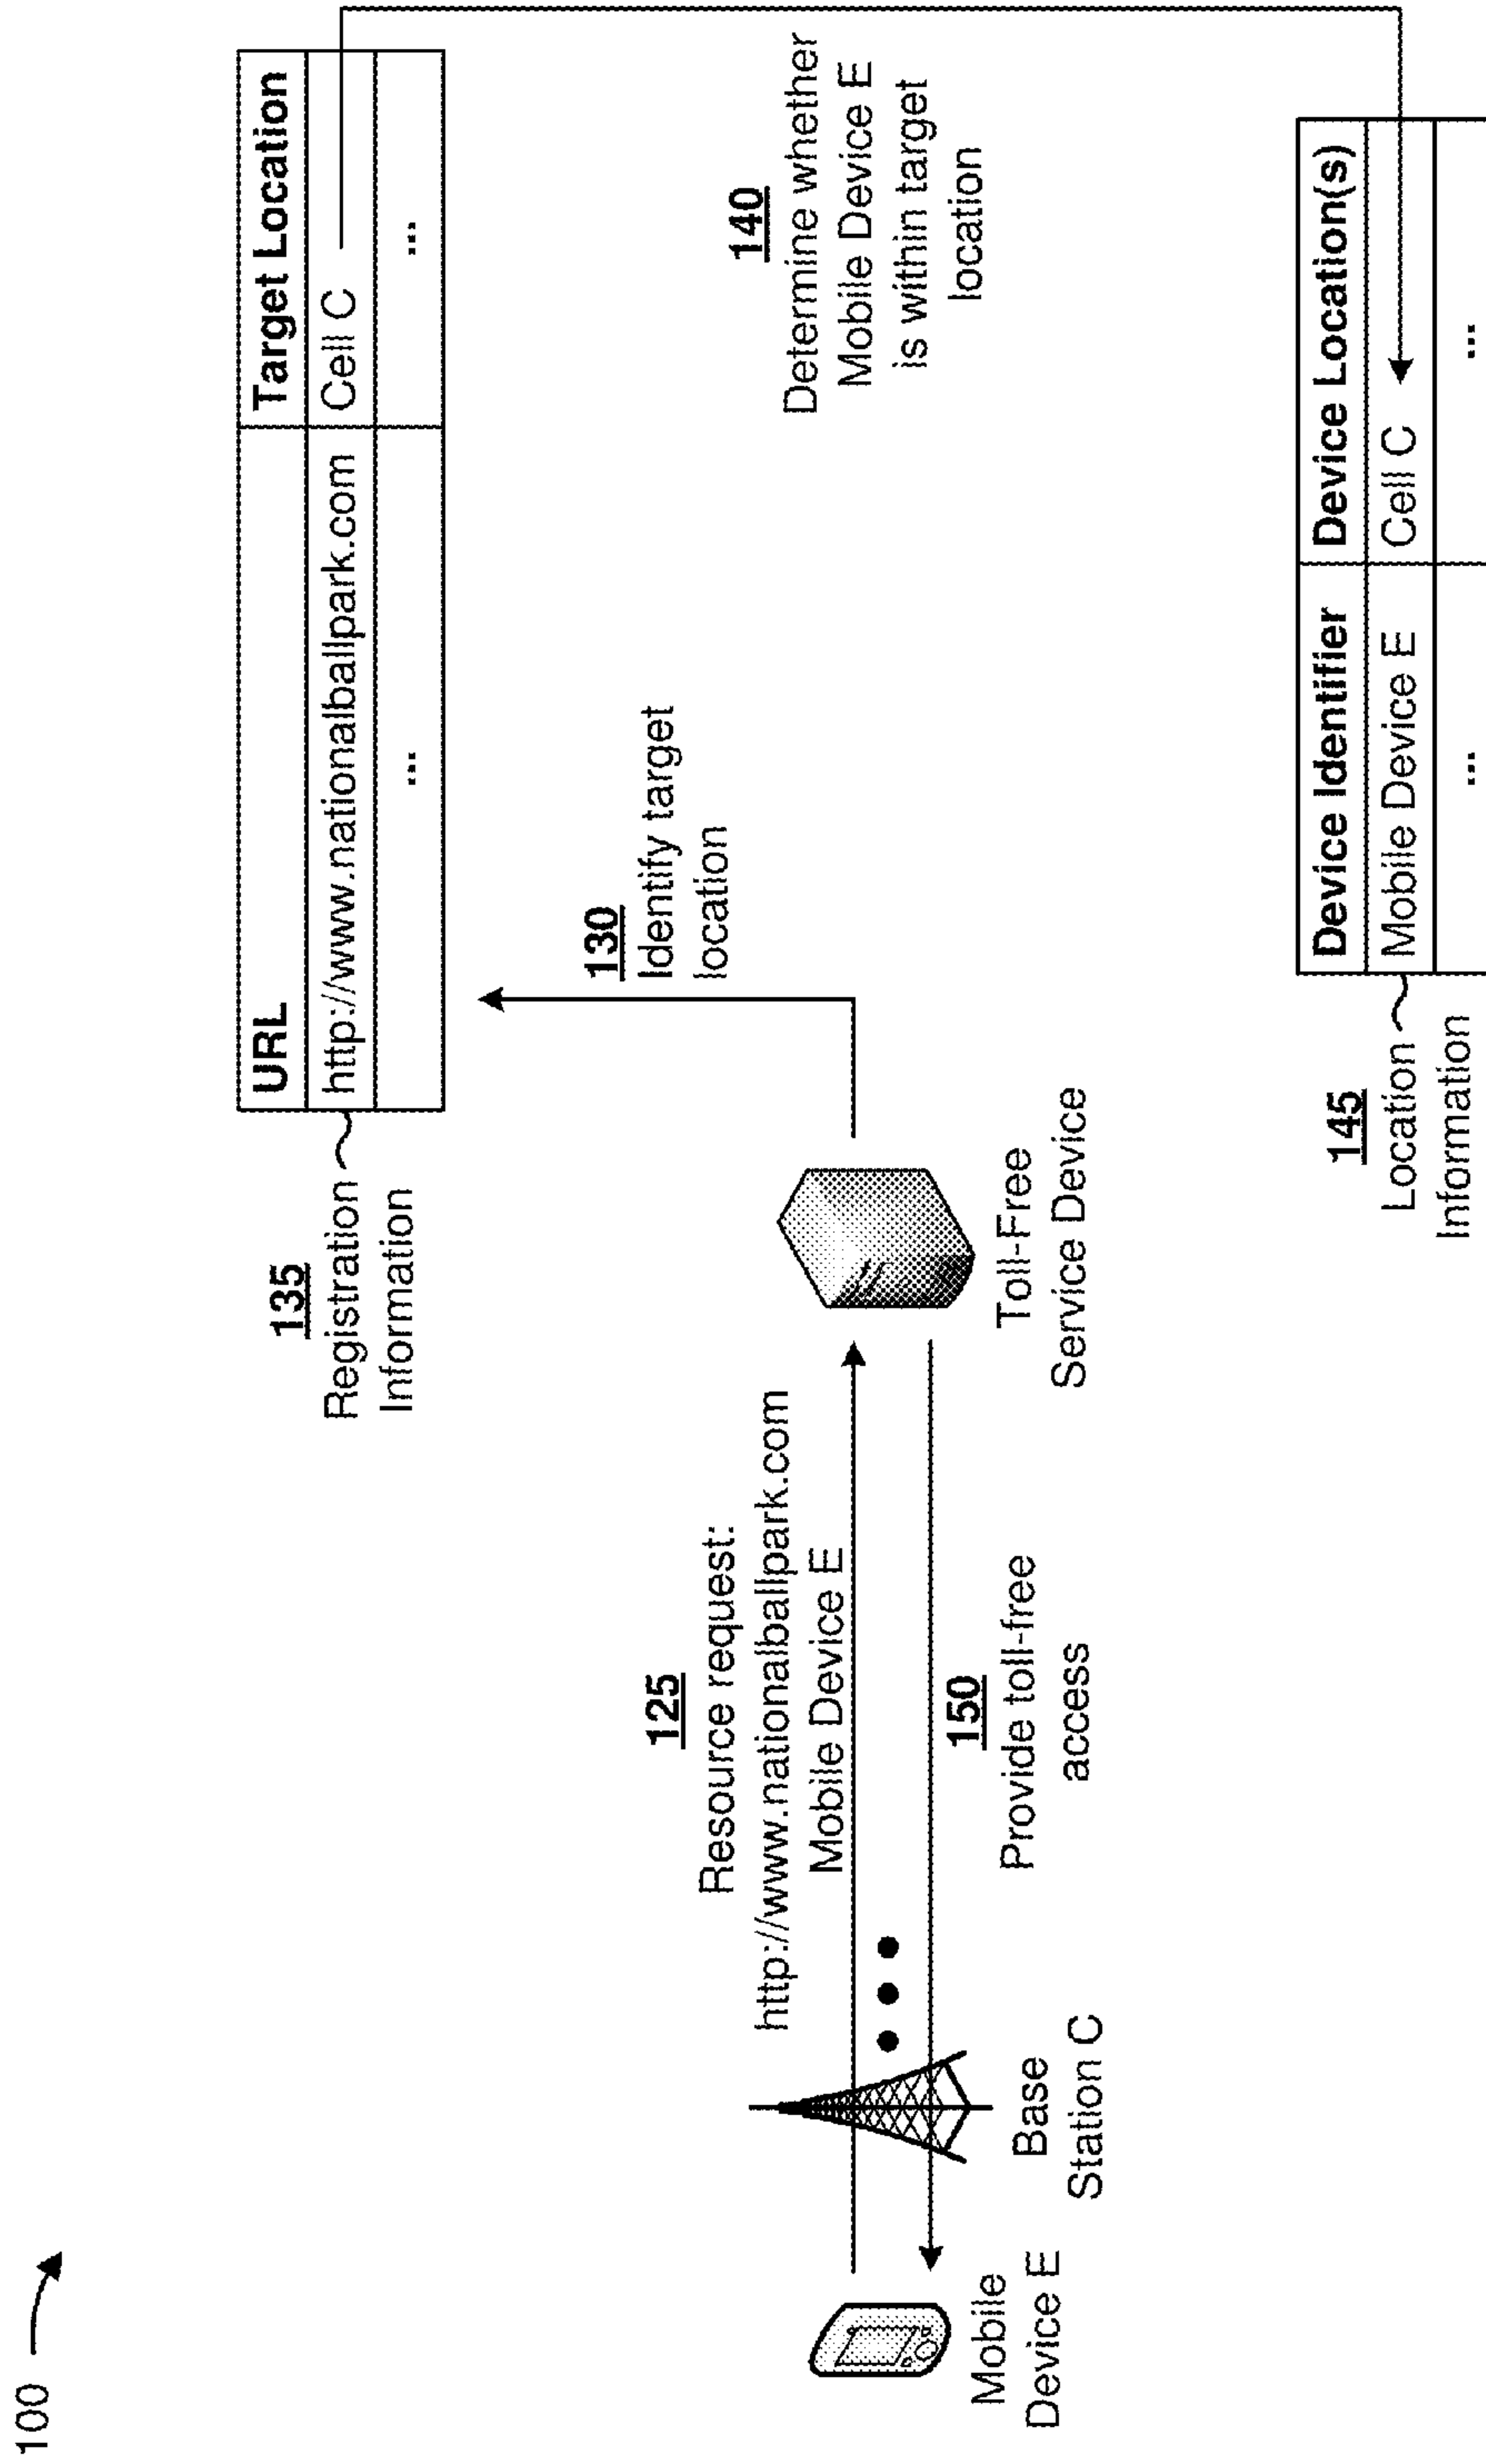 100
135
Registration
Information
URL Target Location
http://www.nationalballpark.com Cell C
... ...
130
Identify target
location
125
Resource request:
http://www.nationalballpark.com
Mobile Device E
140
Determine whether
Mobile Device E
is within target
location
150
Provide toll-free
access
Mobile
Device E
Base
Station C
Toll-Free
Service Device
145
Location
Information
Device Identifier Device Location(s)
Mobile Device E Cell C
... ...